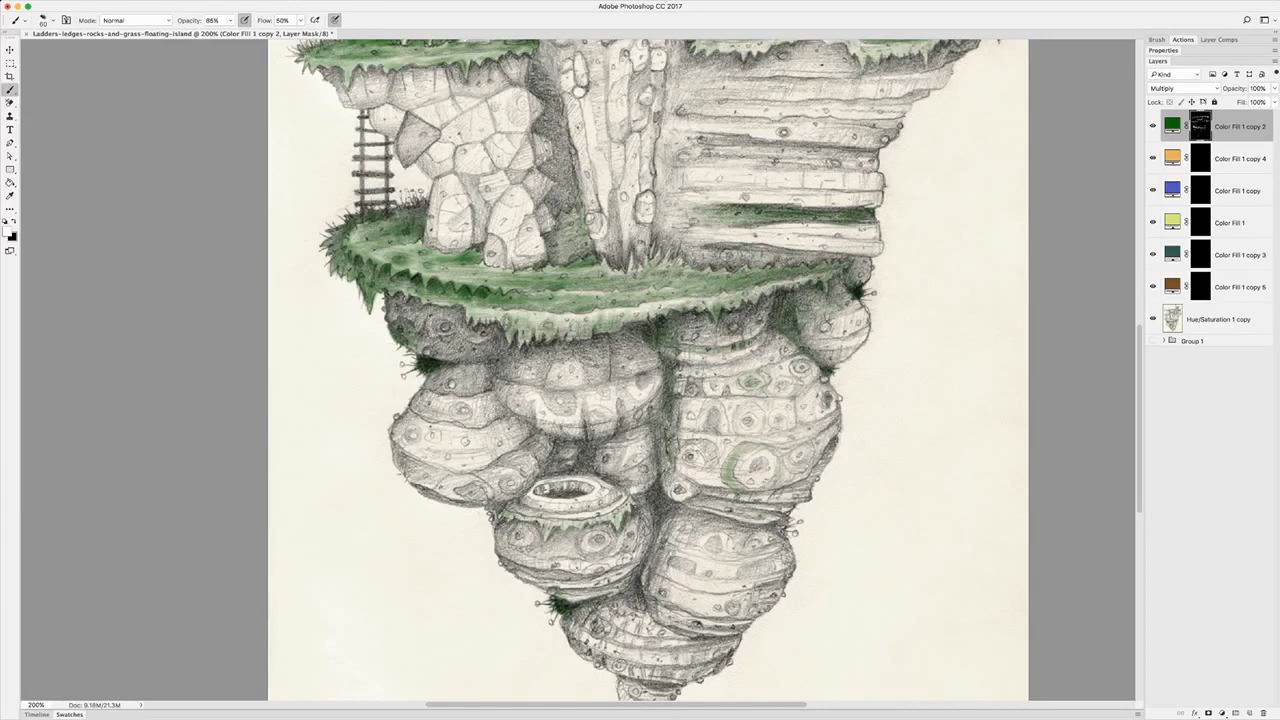 Adobe Photoshop CC 2017
60 Mode: Normal Opacity: 85% Flow: 50%
× Ladders-ledges-rocks-and-grass-floating-island @ 200% (Color Fill 1 copy 2, Layer Mask/8) *
Brush Actions Layer Comps
Properties
Layers
Kind
Multiply Opacity: 100%
Lock: Fill: 100%
Color Fill 1 copy 2
Color Fill 1 copy 4
Color Fill 1 copy
Color Fill 1
Color Fill 1 copy 3
Color Fill 1 copy 5
Hue/Saturation 1 copy
Group 1
200% Doc: 9.18M/21.3M
Timeline Swatches